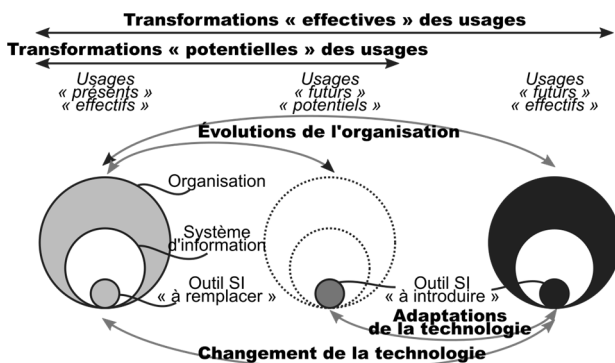 Transformations « effectives » des usages
Transformations « potentielles » des usages
Usages
« présents »
« effectifs »
Usages
« futurs »
« potentiels »
Usages
« futurs »
« effectifs »
Évolutions de l'organisation
Organisation
Système
d'information
Outil SI
« à remplacer »
Outil SI
« à introduire »
Adaptations
de la technologie
Changement de la technologie